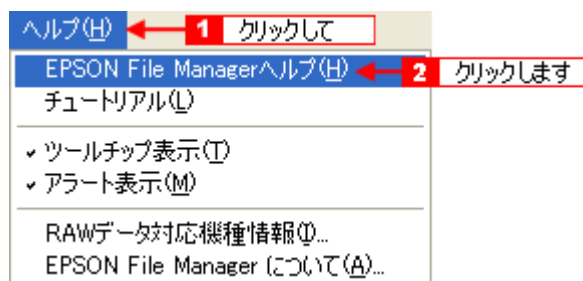 ヘルプ(H) 1 クリックして
EPSON File Managerヘルプ(H) 2 クリックします
チュートリアル(L)
ツールチップ表示(T)
アラート表示(M)
RAWデータ対応機種情報(I)...
EPSON File Manager について(A)...